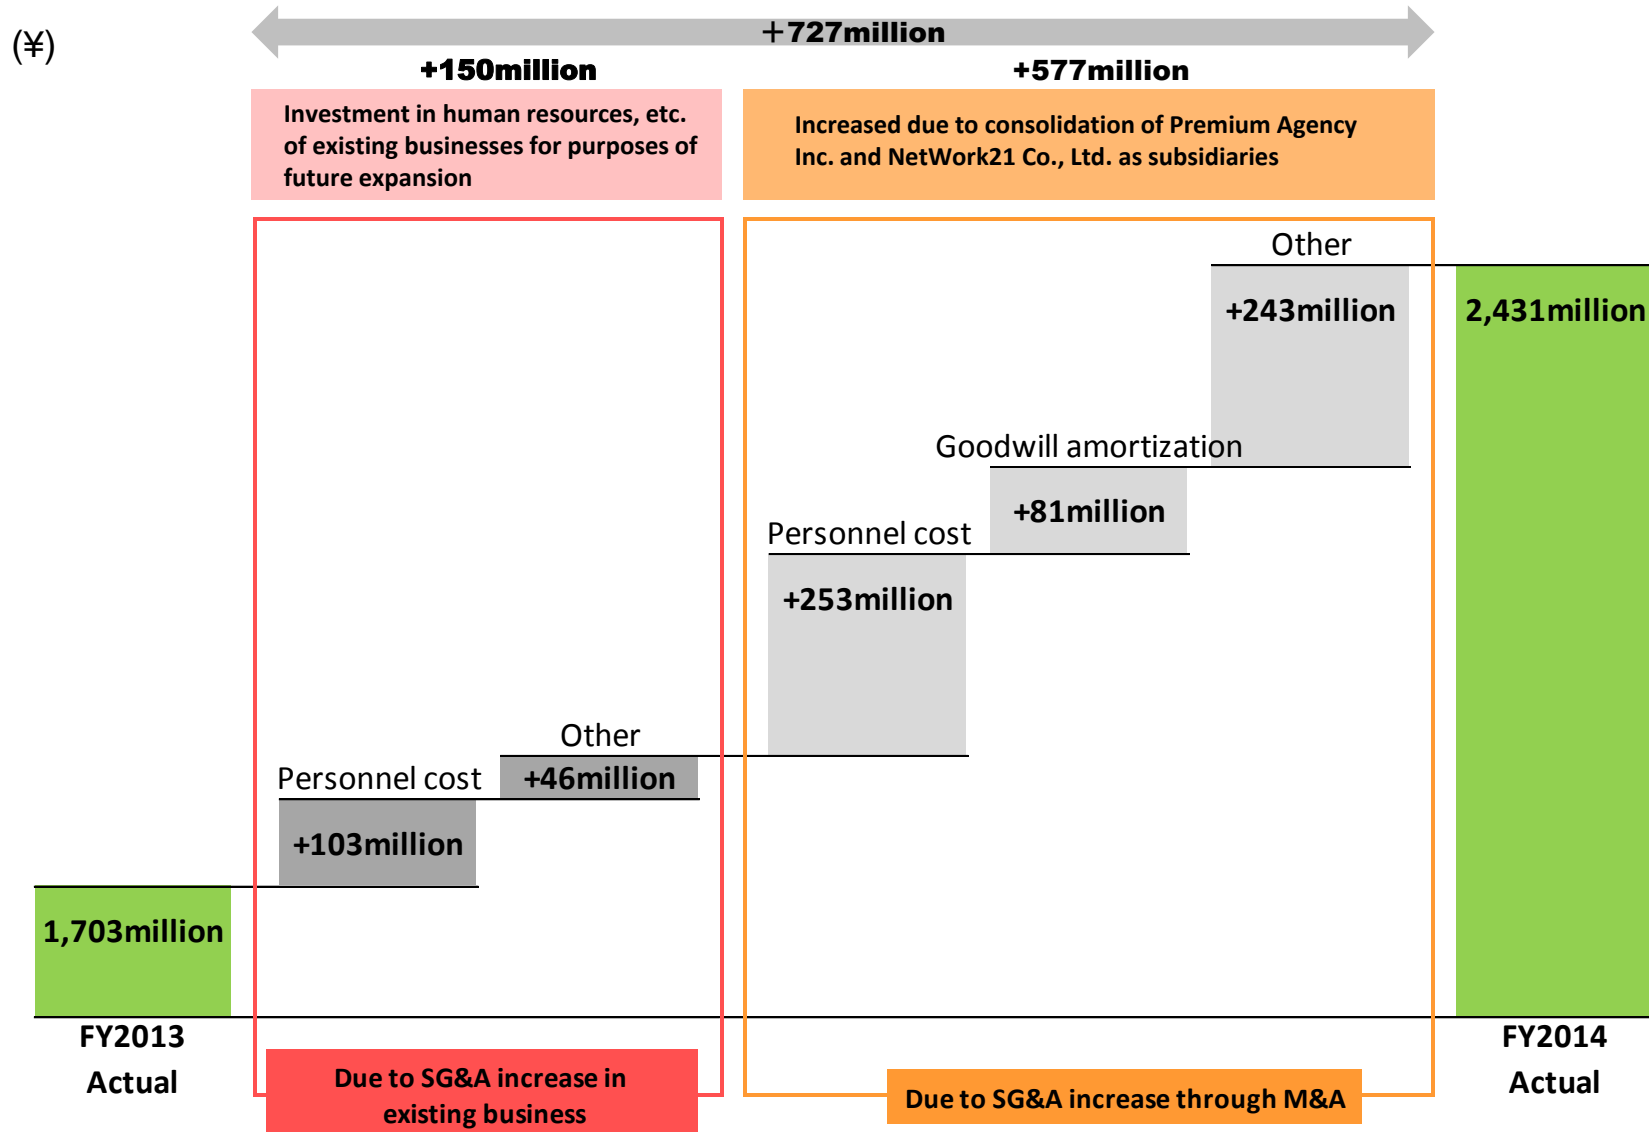 (¥)
+727million
+150million
+577million
Investment in human resources, etc.
of existing businesses for purposes of
future expansion
Increased due to consolidation of Premium Agency
Inc. and NetWork21 Co., Ltd. as subsidiaries
Other
+243million
2,431million
Goodwill amortization
+81million
Personnel cost
+253million
Other
+46million
Personnel cost
+103million
1,703million
FY2013
Actual
FY2014
Actual
Due to SG&A increase in
existing business
Due to SG&A increase through M&A